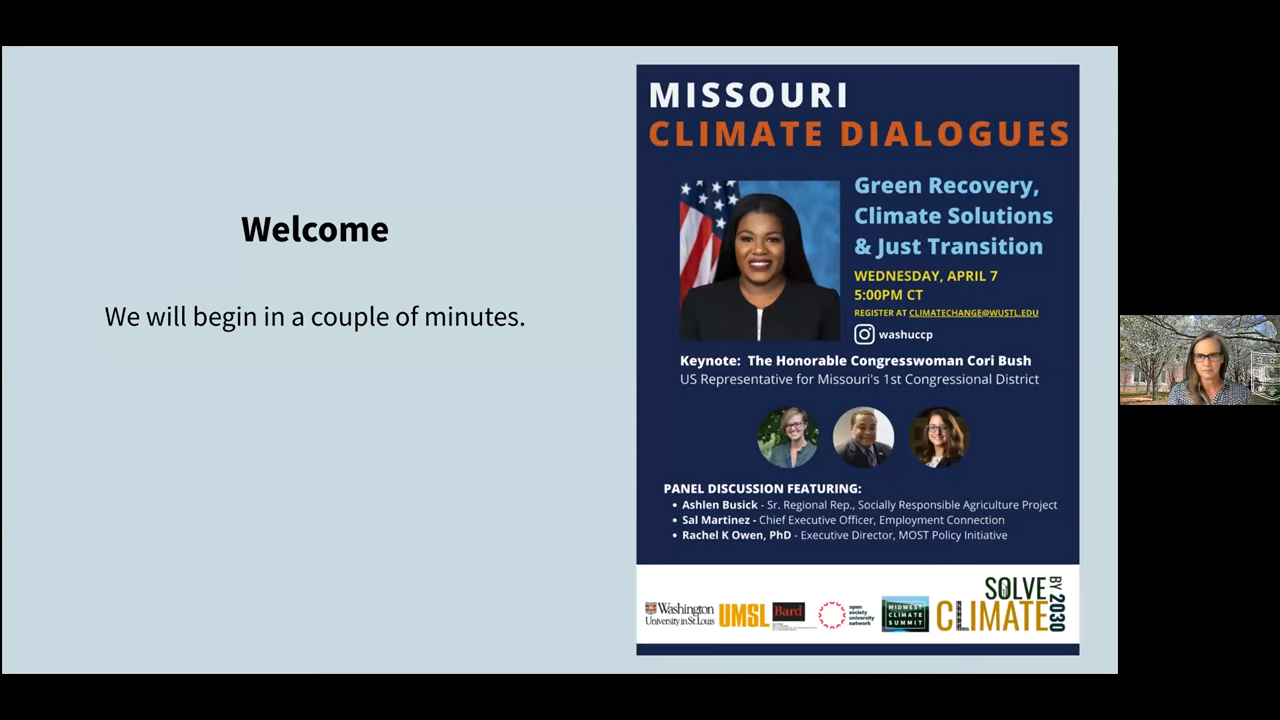 Welcome
We will begin in a couple of minutes.
MISSOURI
CLIMATE DIALOGUES
Green Recovery,
Climate Solutions
& Just Transition
WEDNESDAY, APRIL 7
5:00PM CT
REGISTER AT CLIMATECHANGE@WUSTL.EDU
washuccp
Keynote: The Honorable Congresswoman Cori Bush
US Representative for Missouri's 1st Congressional District
PANEL DISCUSSION FEATURING:
• Ashlen Busick - Sr. Regional Rep., Socially Responsible Agriculture Project
• Sal Martinez - Chief Executive Officer, Employment Connection
• Rachel K Owen, PhD - Executive Director, MOST Policy Initiative
Washington
University in St. Louis
UMSL
Bard
open
society
university
network
MIDWEST
CLIMATE
SUMMIT
SOLVE
CLIMATE
BY 2030